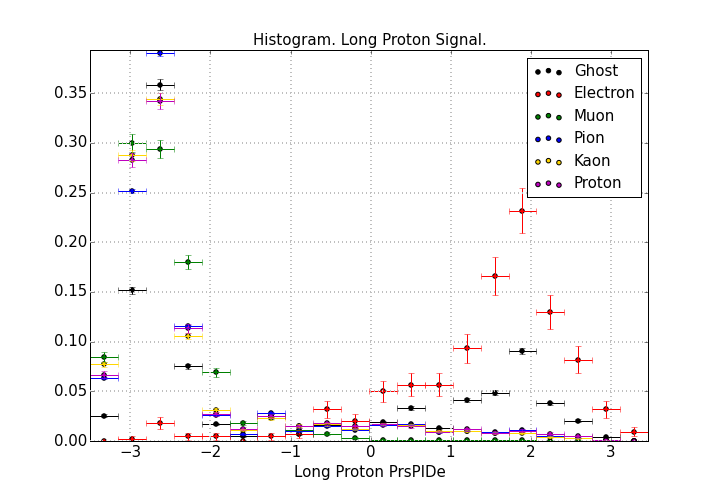 Histogram. Long Proton Signal.
Ghost
Electron
Muon
Pion
Kaon
Proton
0.35
0.30
0.25
0.20
0.15
0.10
0.05
0.00
−3 −2 −1 0 1 2 3
Long Proton PrsPIDe